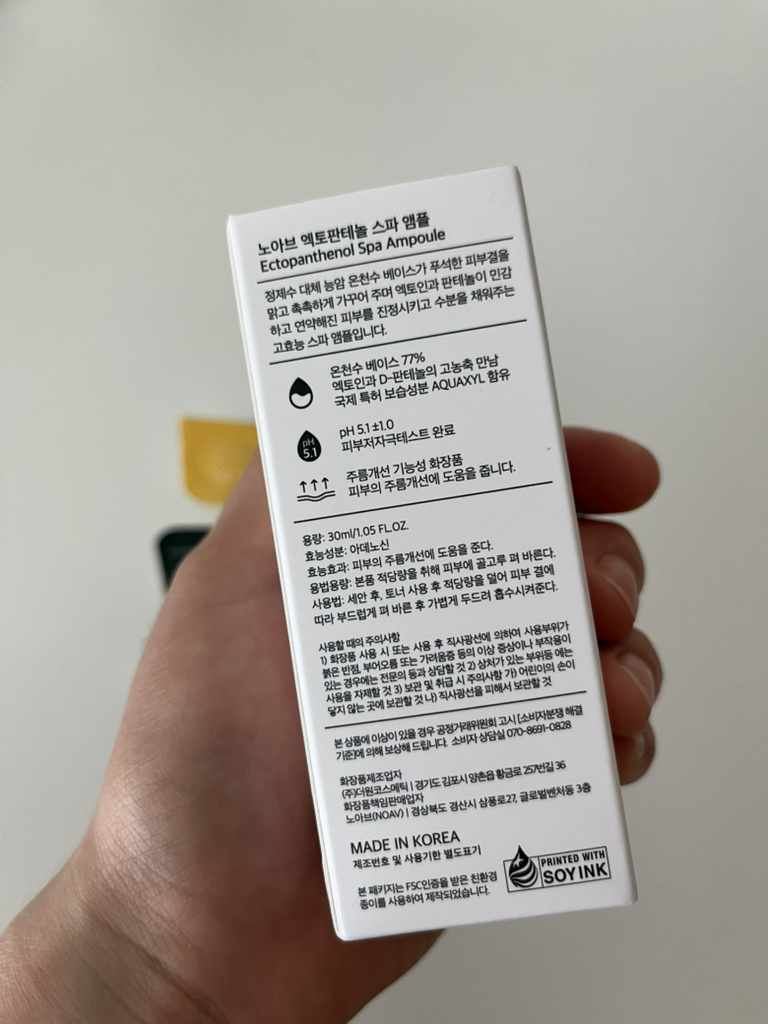 노아브 엑토판테놀 스파 앰플
Ectopanthenol Spa Ampoule
정제수 대체 능암 온천수 베이스가 푸석한 피부결을
맑고 촉촉하게 가꾸어 주며 엑토인과 판테놀이 민감
하고 연약해진 피부를 진정시키고 수분을 채워주는
고효능 스파 앰플입니다.
온천수 베이스 77%
엑토인과 D-판테놀의 고농축 만남
국제 특허 보습성분 AQUAXYL 함유
pH
5.1
pH 5.1 ±1.0
피부저자극테스트 완료
주름개선 기능성 화장품
피부의 주름개선에 도움을 줍니다.
용량: 30ml/1.05 FL.OZ.
효능성분: 아데노신
효능효과: 피부의 주름개선에 도움을 준다.
용법용량: 본품 적당량을 취해 피부에 골고루 펴 바른다.
사용법: 세안 후, 토너 사용 후 적당량을 덜어 피부 결에
따라 부드럽게 펴 바른 후 가볍게 두드려 흡수시켜준다.
사용할 때의 주의사항
1) 화장품 사용 시 또는 사용 후 직사광선에 의하여 사용부위가
붉은 반점, 부어오름 또는 가려움증 등의 이상 증상이나 부작용이
있는 경우에는 전문의 등과 상담할 것 2) 상처가 있는 부위등 에는
사용을 자제할 것 3) 보관 및 취급 시 주의사항 가) 어린이의 손이
닿지 않는 곳에 보관할 것 나) 직사광선을 피해서 보관할 것
본 상품에 이상이 있을 경우 공정거래위원회 고시 [소비자분쟁 해결
기준]에 의해 보상해 드립니다. 소비자 상담실 070-8691-0828
화장품제조업자
(주)더원코스메틱 | 경기도 김포시 양촌읍 황금로 257번길 36
화장품책임판매업자
노아브(NOAV) | 경상북도 경산시 삼풍로27, 글로벌벤처동 3층
MADE IN KOREA
제조번호 및 사용기한 별도표기
본 패키지는 FSC인증을 받은 친환경
종이를 사용하여 제작되었습니다.
PRINTED WITH
SOY INK